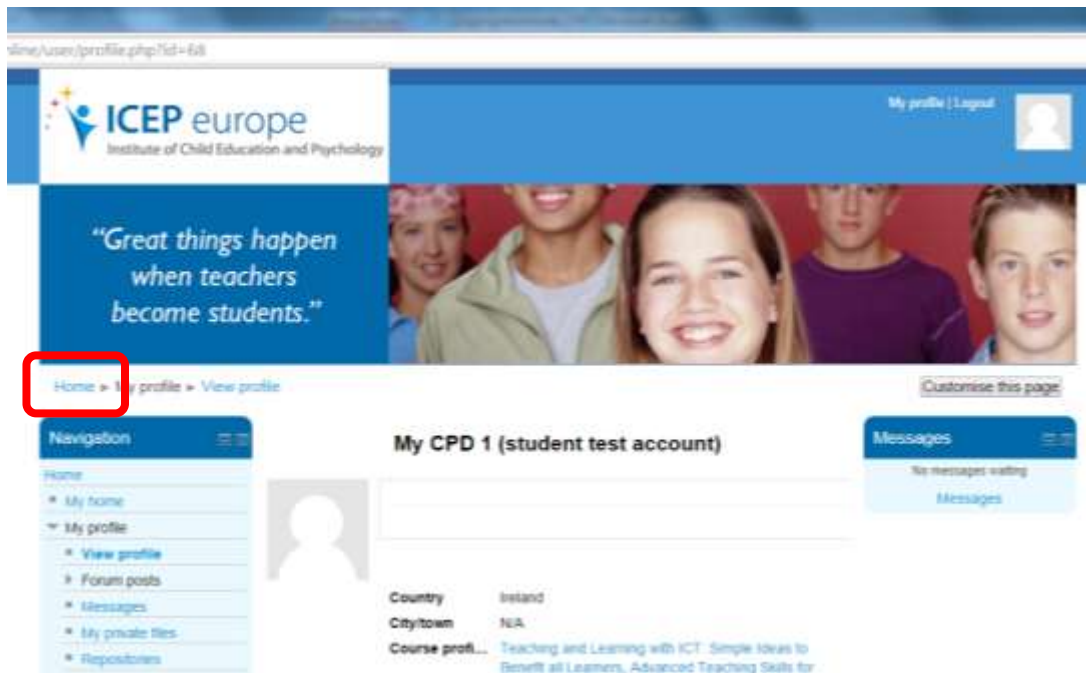 nline/user/profile.php?id=68
ICEP europe
Institute of Child Education and Psychology
My profile | Logout
“Great things happen
when teachers
become students.”
Home ► My profile ► View profile
Customise this page
Navigation
Home
My home
My profile
View profile
Forum posts
Messages
My private files
Repositories
My CPD 1 (student test account)
Country Ireland
City/town N/A
Course profi... Teaching and Learning with ICT: Simple Ideas to
Benefit all Learners, Advanced Teaching Skills for
Messages
No messages waiting
Messages